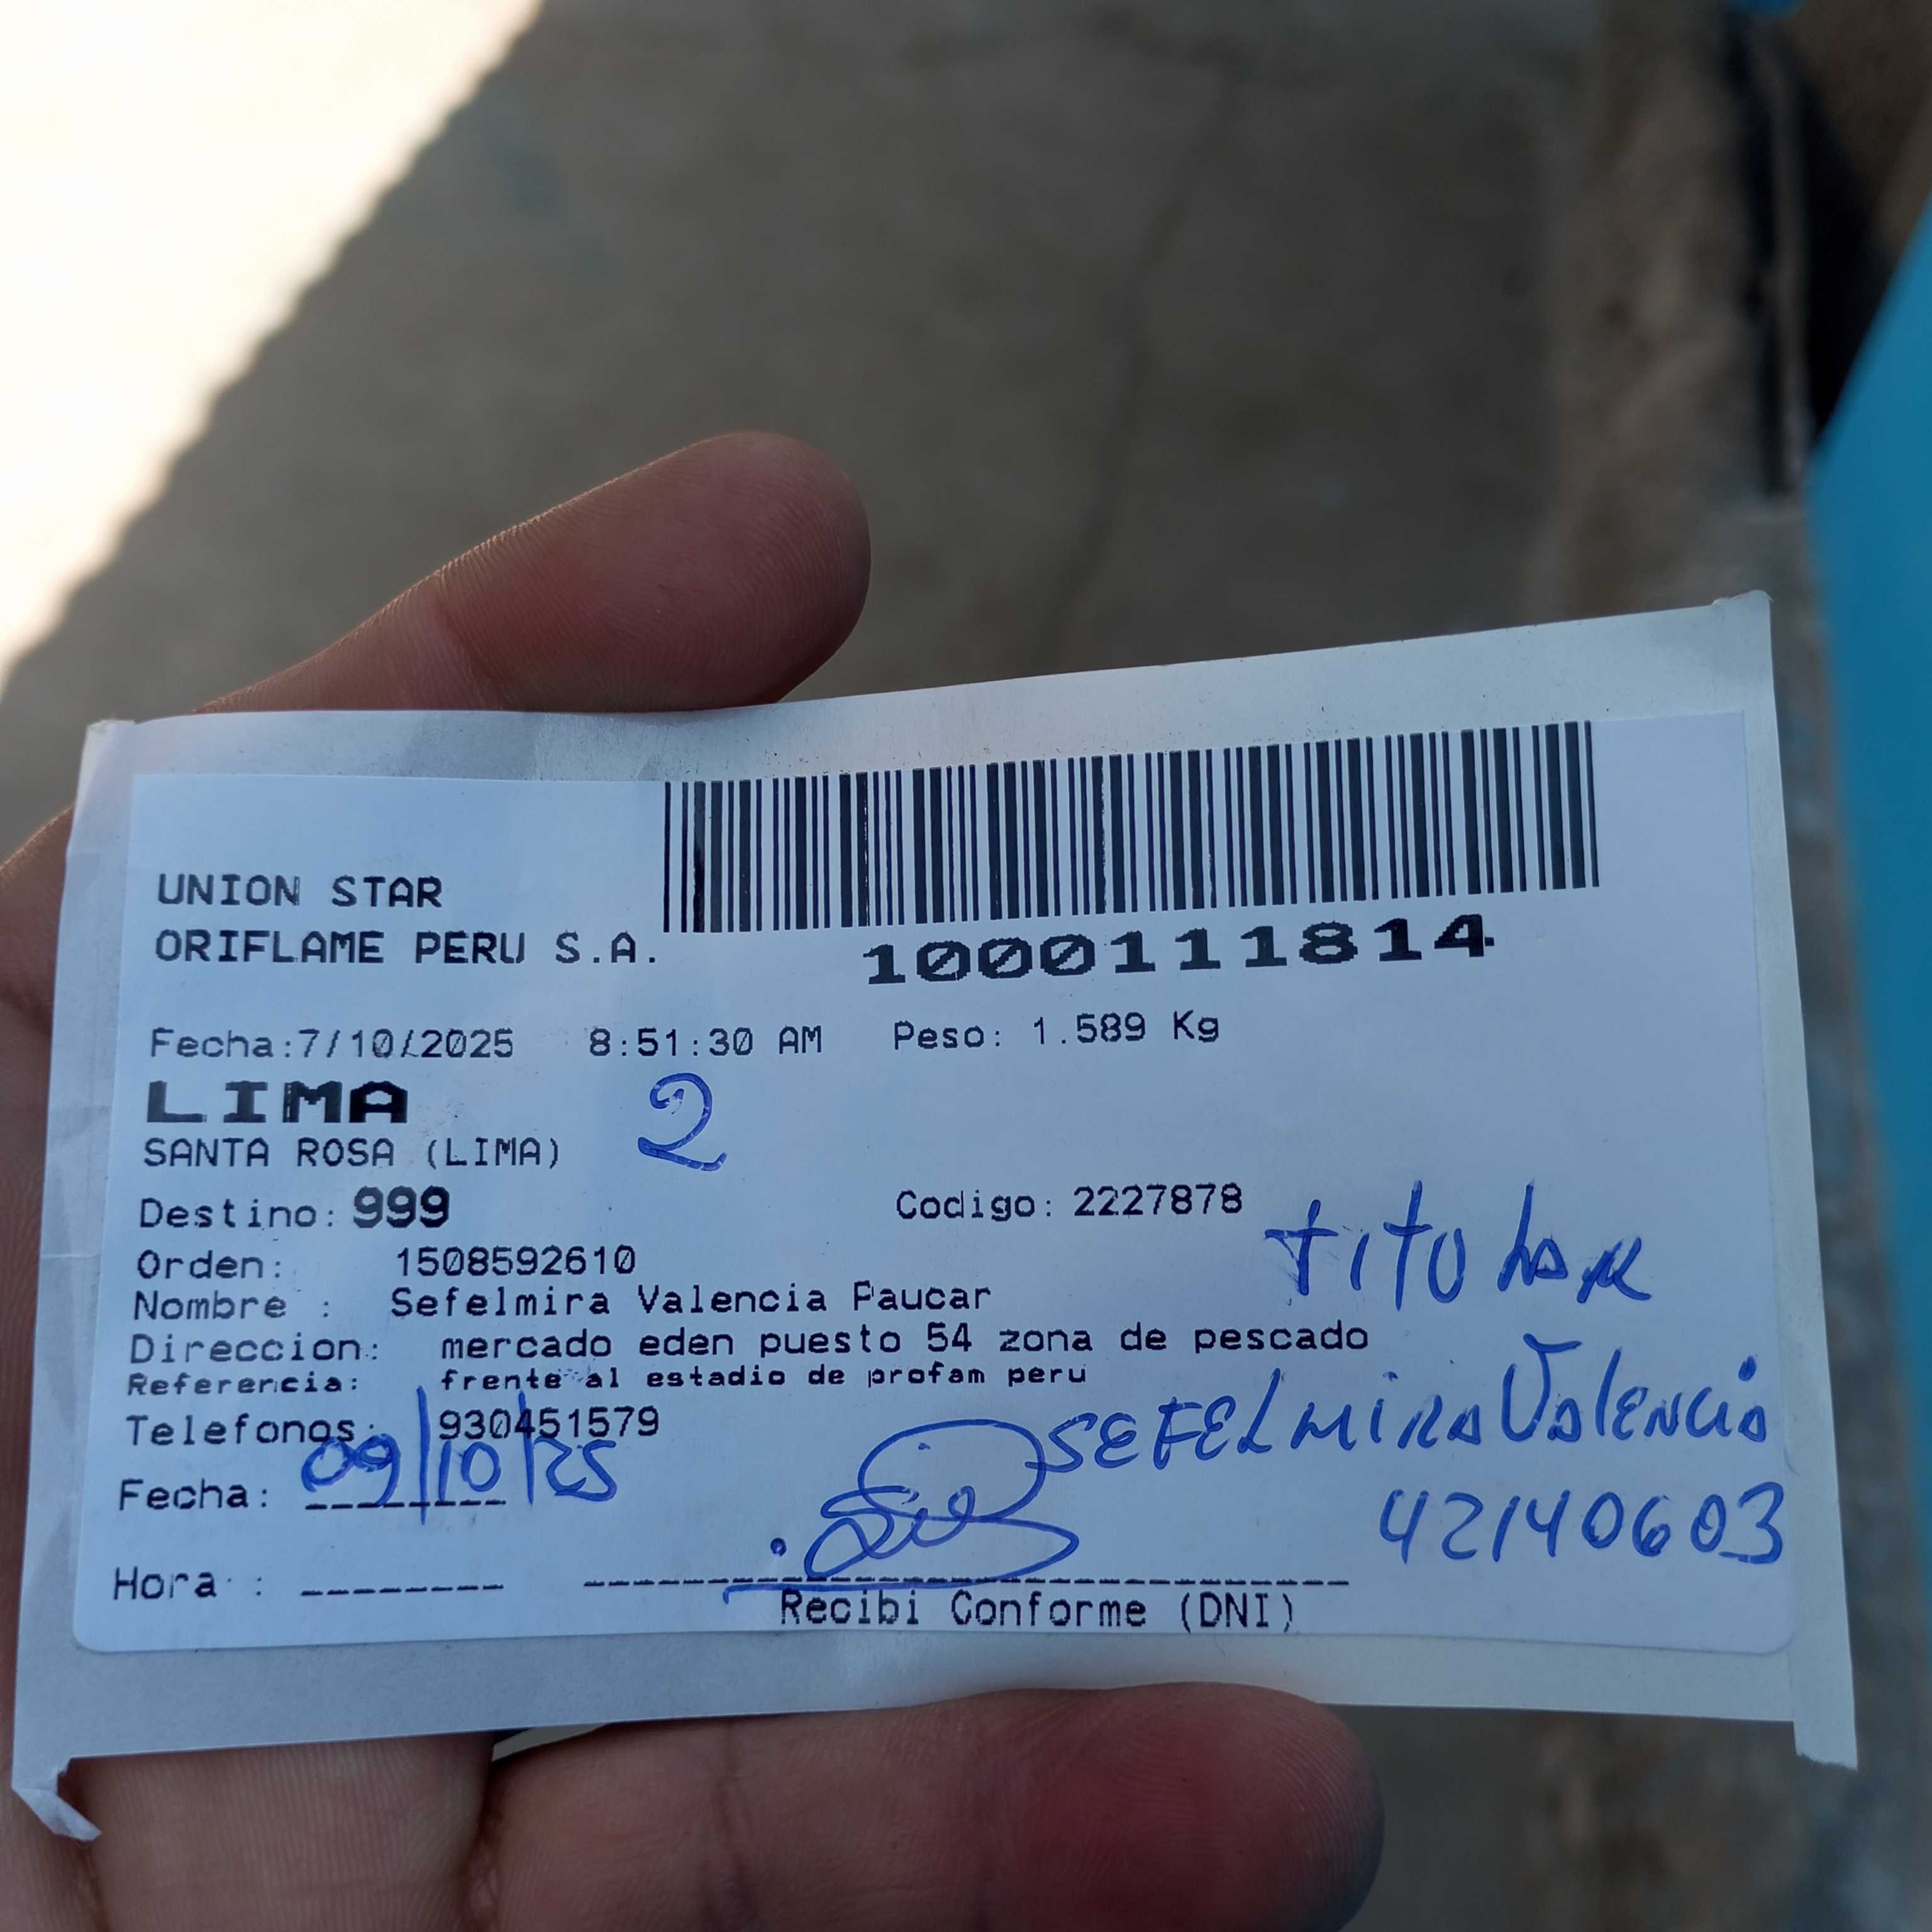 UNION STAR
ORIFLAME PERU S.A.
1000111814
Fecha:7/10/2025 8:51:30 AM Peso: 1.589 Kg
LIMA
2
SANTA ROSA (LIMA)
Destino: 999 Codigo: 2227878
TITULAR
Orden: 1508592610
Nombre : Sefelmira Valencia Paucar
Direccion: mercado eden puesto 54 zona de pescado
Referencia: frente al estadio de profam peru
Telefonos: 930451579
SEFELMIRA Valencia
Fecha: 09/10/25
42140603
Hora :
Recibi Conforme (DNI)